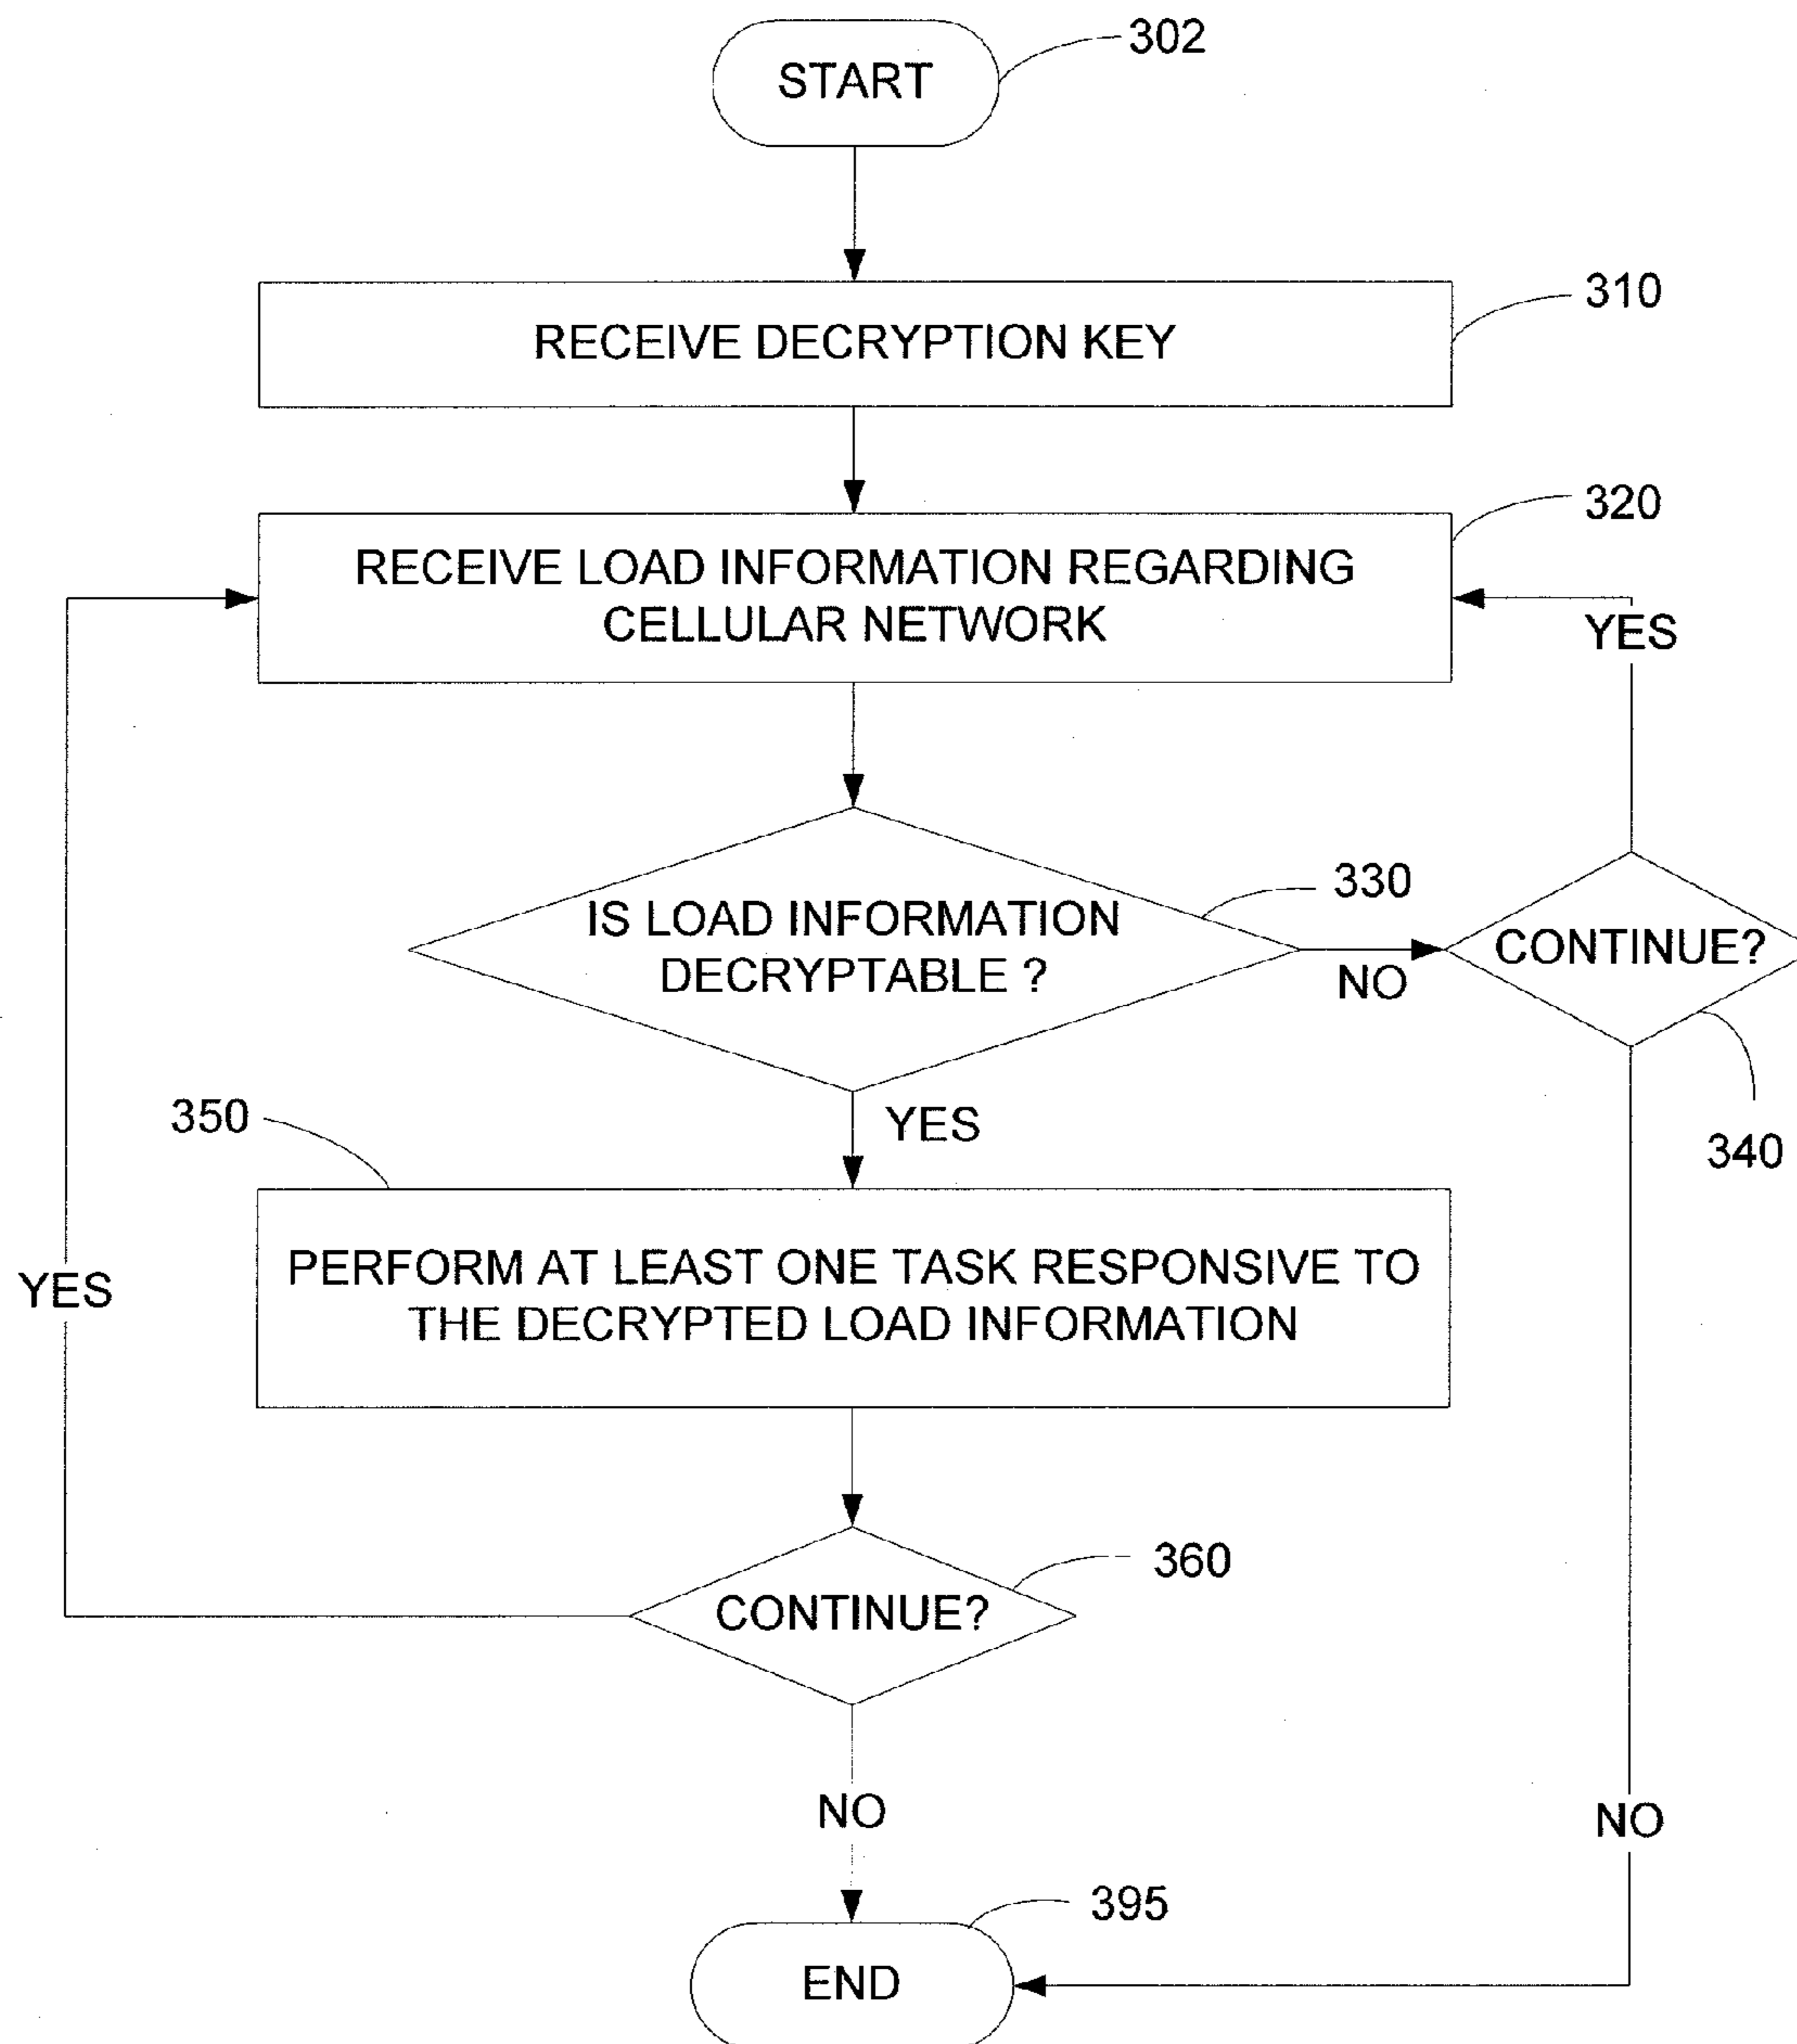 302
START
310
RECEIVE DECRYPTION KEY
320
RECEIVE LOAD INFORMATION REGARDING
CELLULAR NETWORK
YES
330
IS LOAD INFORMATION
DECRYPTABLE ?
NO
CONTINUE?
340
350
YES
PERFORM AT LEAST ONE TASK RESPONSIVE TO
THE DECRYPTED LOAD INFORMATION
YES
360
CONTINUE?
NO
NO
395
END